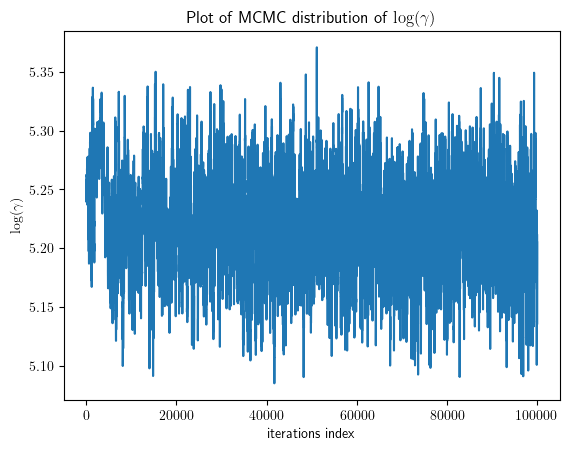 Plot of MCMC distribution of log(γ)
5.35
5.30
5.25
5.20
5.15
5.10
log(γ)
0 20000 40000 60000 80000 100000
iterations index